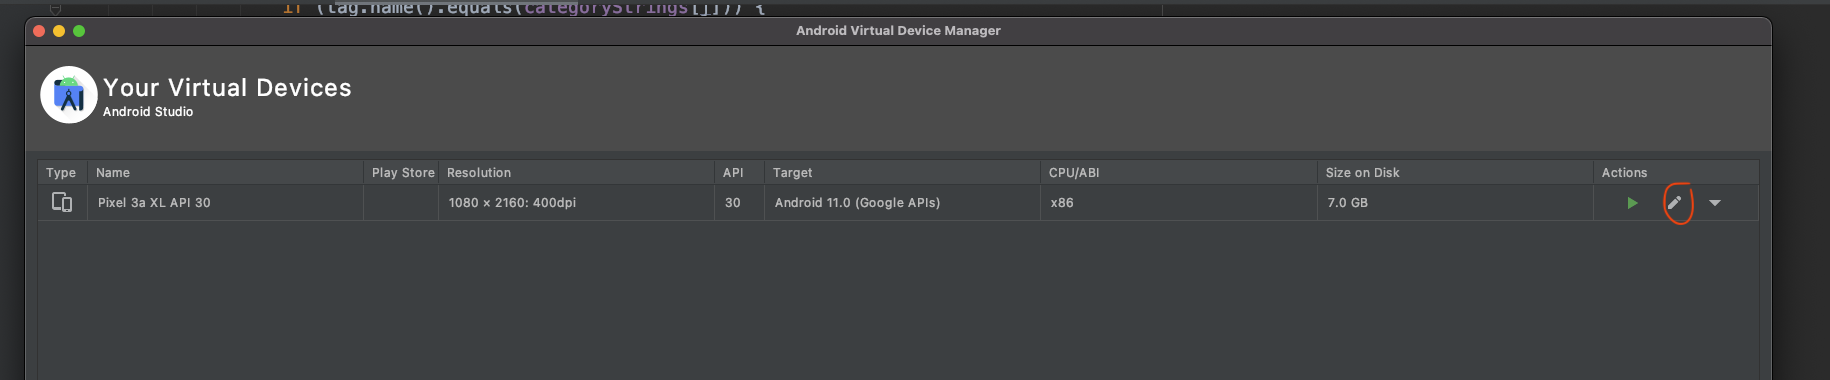 if (tag.name().equals(categoryStrings[j])) {
Android Virtual Device Manager
Your Virtual Devices
Android Studio
Type Name Play Store Resolution API Target CPU/ABI Size on Disk Actions
Pixel 3a XL API 30 1080 × 2160: 400dpi 30 Android 11.0 (Google APIs) x86 7.0 GB